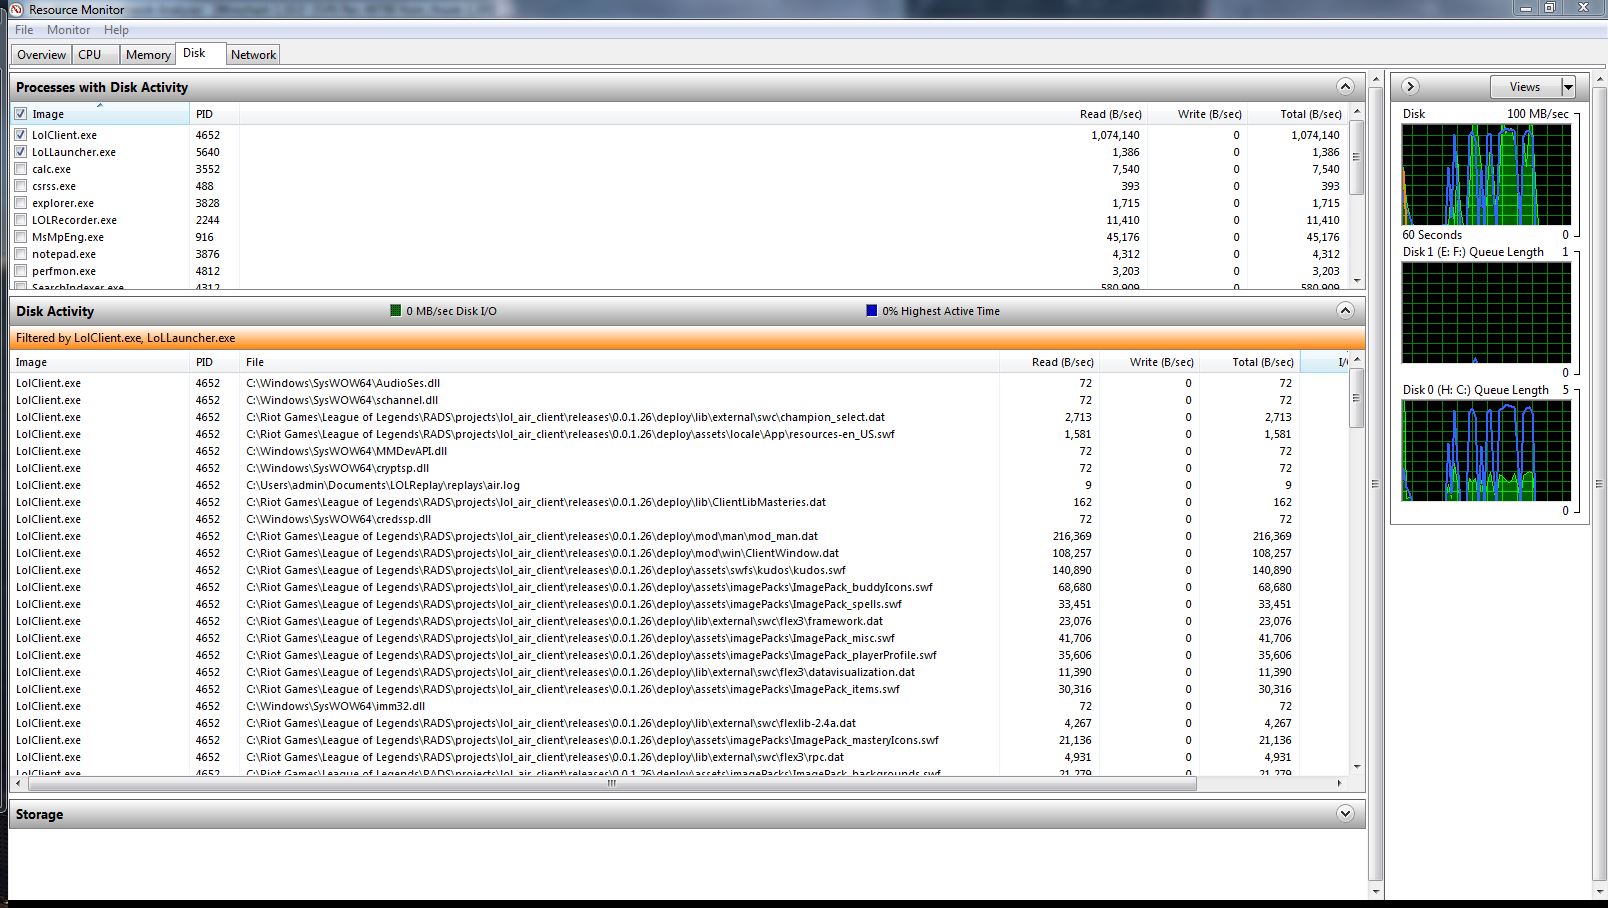 Resource Monitor
File Monitor Help
Overview CPU Memory Disk Network
Processes with Disk Activity
Image PID Read (B/sec) Write (B/sec) Total (B/sec)
LolClient.exe 4652 1,074,140 0 1,074,140
LoLLauncher.exe 5640 1,386 0 1,386
calc.exe 3552 7,540 0 7,540
csrss.exe 488 393 0 393
explorer.exe 3828 1,715 0 1,715
LOLRecorder.exe 2244 11,410 0 11,410
MsMpEng.exe 916 45,176 0 45,176
notepad.exe 3876 4,312 0 4,312
perfmon.exe 4812 3,203 0 3,203
SearchIndexer.exe 4312 580,909 0 580,909
Disk Activity 0 MB/sec Disk I/O 0% Highest Active Time
Filtered by LolClient.exe, LoLLauncher.exe
Image PID File Read (B/sec) Write (B/sec) Total (B/sec) I/
LolClient.exe 4652 C:\Windows\SysWOW64\AudioSes.dll 72 0 72
LolClient.exe 4652 C:\Windows\SysWOW64\schannel.dll 72 0 72
LolClient.exe 4652 C:\Riot Games\League of Legends\RADS\projects\lol_air_client\releases\0.0.1.26\deploy\lib\external\swc\champion_select.dat 2,713 0 2,713
LolClient.exe 4652 C:\Riot Games\League of Legends\RADS\projects\lol_air_client\releases\0.0.1.26\deploy\assets\locale\App\resources-en_US.swf 1,581 0 1,581
LolClient.exe 4652 C:\Windows\SysWOW64\MMDevAPI.dll 72 0 72
LolClient.exe 4652 C:\Windows\SysWOW64\cryptsp.dll 72 0 72
LolClient.exe 4652 C:\Users\admin\Documents\LOLReplay\replays\air.log 9 0 9
LolClient.exe 4652 C:\Riot Games\League of Legends\RADS\projects\lol_air_client\releases\0.0.1.26\deploy\lib\ClientLibMasteries.dat 162 0 162
LolClient.exe 4652 C:\Windows\SysWOW64\credssp.dll 72 0 72
LolClient.exe 4652 C:\Riot Games\League of Legends\RADS\projects\lol_air_client\releases\0.0.1.26\deploy\mod\man\mod_man.dat 216,369 0 216,369
LolClient.exe 4652 C:\Riot Games\League of Legends\RADS\projects\lol_air_client\releases\0.0.1.26\deploy\mod\win\ClientWindow.dat 108,257 0 108,257
LolClient.exe 4652 C:\Riot Games\League of Legends\RADS\projects\lol_air_client\releases\0.0.1.26\deploy\assets\swfs\kudos\kudos.swf 140,890 0 140,890
LolClient.exe 4652 C:\Riot Games\League of Legends\RADS\projects\lol_air_client\releases\0.0.1.26\deploy\assets\imagePacks\ImagePack_buddyIcons.swf 68,680 0 68,680
LolClient.exe 4652 C:\Riot Games\League of Legends\RADS\projects\lol_air_client\releases\0.0.1.26\deploy\assets\imagePacks\ImagePack_spells.swf 33,451 0 33,451
LolClient.exe 4652 C:\Riot Games\League of Legends\RADS\projects\lol_air_client\releases\0.0.1.26\deploy\lib\external\swc\flex3\framework.dat 23,076 0 23,076
LolClient.exe 4652 C:\Riot Games\League of Legends\RADS\projects\lol_air_client\releases\0.0.1.26\deploy\assets\imagePacks\ImagePack_misc.swf 41,706 0 41,706
LolClient.exe 4652 C:\Riot Games\League of Legends\RADS\projects\lol_air_client\releases\0.0.1.26\deploy\assets\imagePacks\ImagePack_playerProfile.swf 35,606 0 35,606
LolClient.exe 4652 C:\Riot Games\League of Legends\RADS\projects\lol_air_client\releases\0.0.1.26\deploy\lib\external\swc\flex3\datavisualization.dat 11,390 0 11,390
LolClient.exe 4652 C:\Riot Games\League of Legends\RADS\projects\lol_air_client\releases\0.0.1.26\deploy\assets\imagePacks\ImagePack_items.swf 30,316 0 30,316
LolClient.exe 4652 C:\Windows\SysWOW64\imm32.dll 72 0 72
LolClient.exe 4652 C:\Riot Games\League of Legends\RADS\projects\lol_air_client\releases\0.0.1.26\deploy\lib\external\swc\flexlib-2.4a.dat 4,267 0 4,267
LolClient.exe 4652 C:\Riot Games\League of Legends\RADS\projects\lol_air_client\releases\0.0.1.26\deploy\assets\imagePacks\ImagePack_masteryIcons.swf 21,136 0 21,136
LolClient.exe 4652 C:\Riot Games\League of Legends\RADS\projects\lol_air_client\releases\0.0.1.26\deploy\lib\external\swc\flex3\rpc.dat 4,931 0 4,931
LolClient.exe 4652 C:\Riot Games\League of Legends\RADS\projects\lol_air_client\releases\0.0.1.26\deploy\assets\imagePacks\ImagePack_backgrounds.swf 21,279 0 21,279
Storage
Views
Disk 100 MB/sec
60 Seconds 0
Disk 1 (E: F:) Queue Length 1
0
Disk 0 (H: C:) Queue Length 5
0